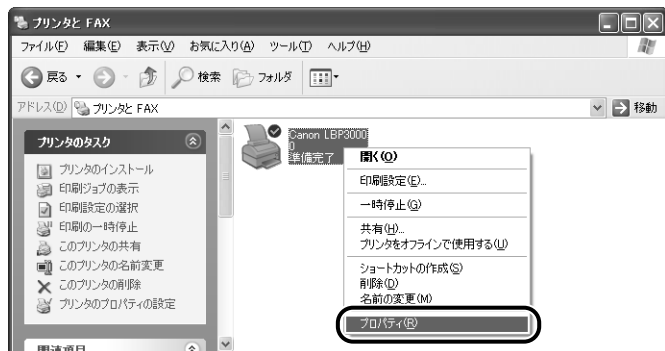 プリンタと FAX
ファイル(F) 編集(E) 表示(V) お気に入り(A) ツール(T) ヘルプ(H)
戻る 検索 フォルダ
アドレス(D) プリンタと FAX 移動
プリンタのタスク
プリンタのインストール
印刷ジョブの表示
印刷設定の選択
印刷の一時停止
このプリンタの共有
このプリンタの名前変更
このプリンタの削除
プリンタのプロパティの設定
関連項目
Canon LBP3000
0
準備完了
開く(O)
印刷設定(E)...
一時停止(G)
共有(H)...
プリンタをオフラインで使用する(U)
ショートカットの作成(S)
削除(D)
名前の変更(M)
プロパティ(R)